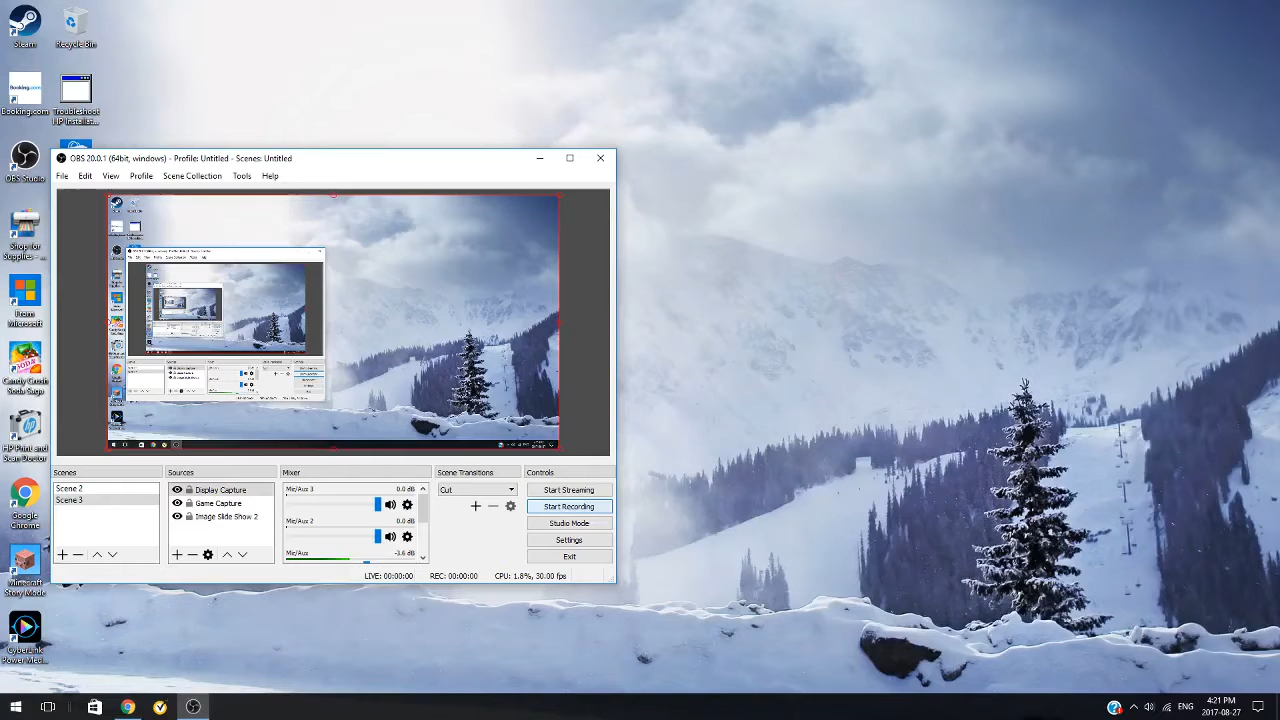 Steam
Recycle Bin
Booking.com
Booking.com
Troubleshoot
HP Installat...
OBS Studio
Shop for
Supplies - ...
From
Microsoft
Candy Crush
Soda Saga
HP Print and
Scan Doctor
Google
Chrome
Minecraft
Story Mode
CyberLink
Power Med...
OBS 20.0.1 (64bit, windows) - Profile: Untitled - Scenes: Untitled
File Edit View Profile Scene Collection Tools Help
Scenes Sources Mixer Scene Transitions Controls
Scene 2
Scene 3
Display Capture
Game Capture
Image Slide Show 2
Mic/Aux 3 0.0 dB
Mic/Aux 2 0.0 dB
Mic/Aux -3.6 dB
Cut
Start Streaming
Start Recording
Studio Mode
Settings
Exit
LIVE: 00:00:00 REC: 00:00:00 CPU: 1.8%, 30.00 fps
ENG
4:21 PM
2017-08-27